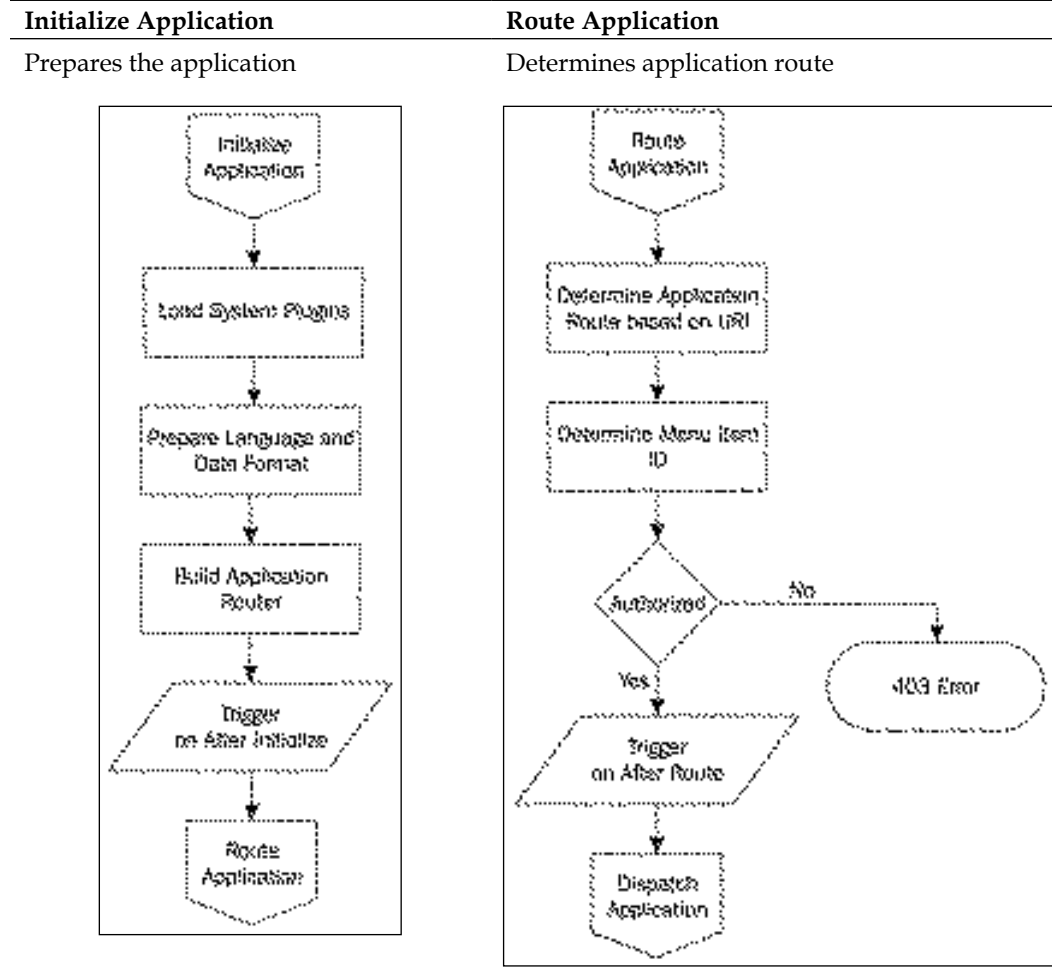 Initialize Application
Prepares the application
Initialize
Application
Load System Plugins
Prepare Language and
Date Format
Build Application
Router
Trigger
on After Initialize
Route
Application
Route Application
Determines application route
Route
Application
Determine Application
Route based on URI
Determine Menu Item
ID
Authorized
No
Yes
403 Error
Trigger
on After Route
Dispatch
Application